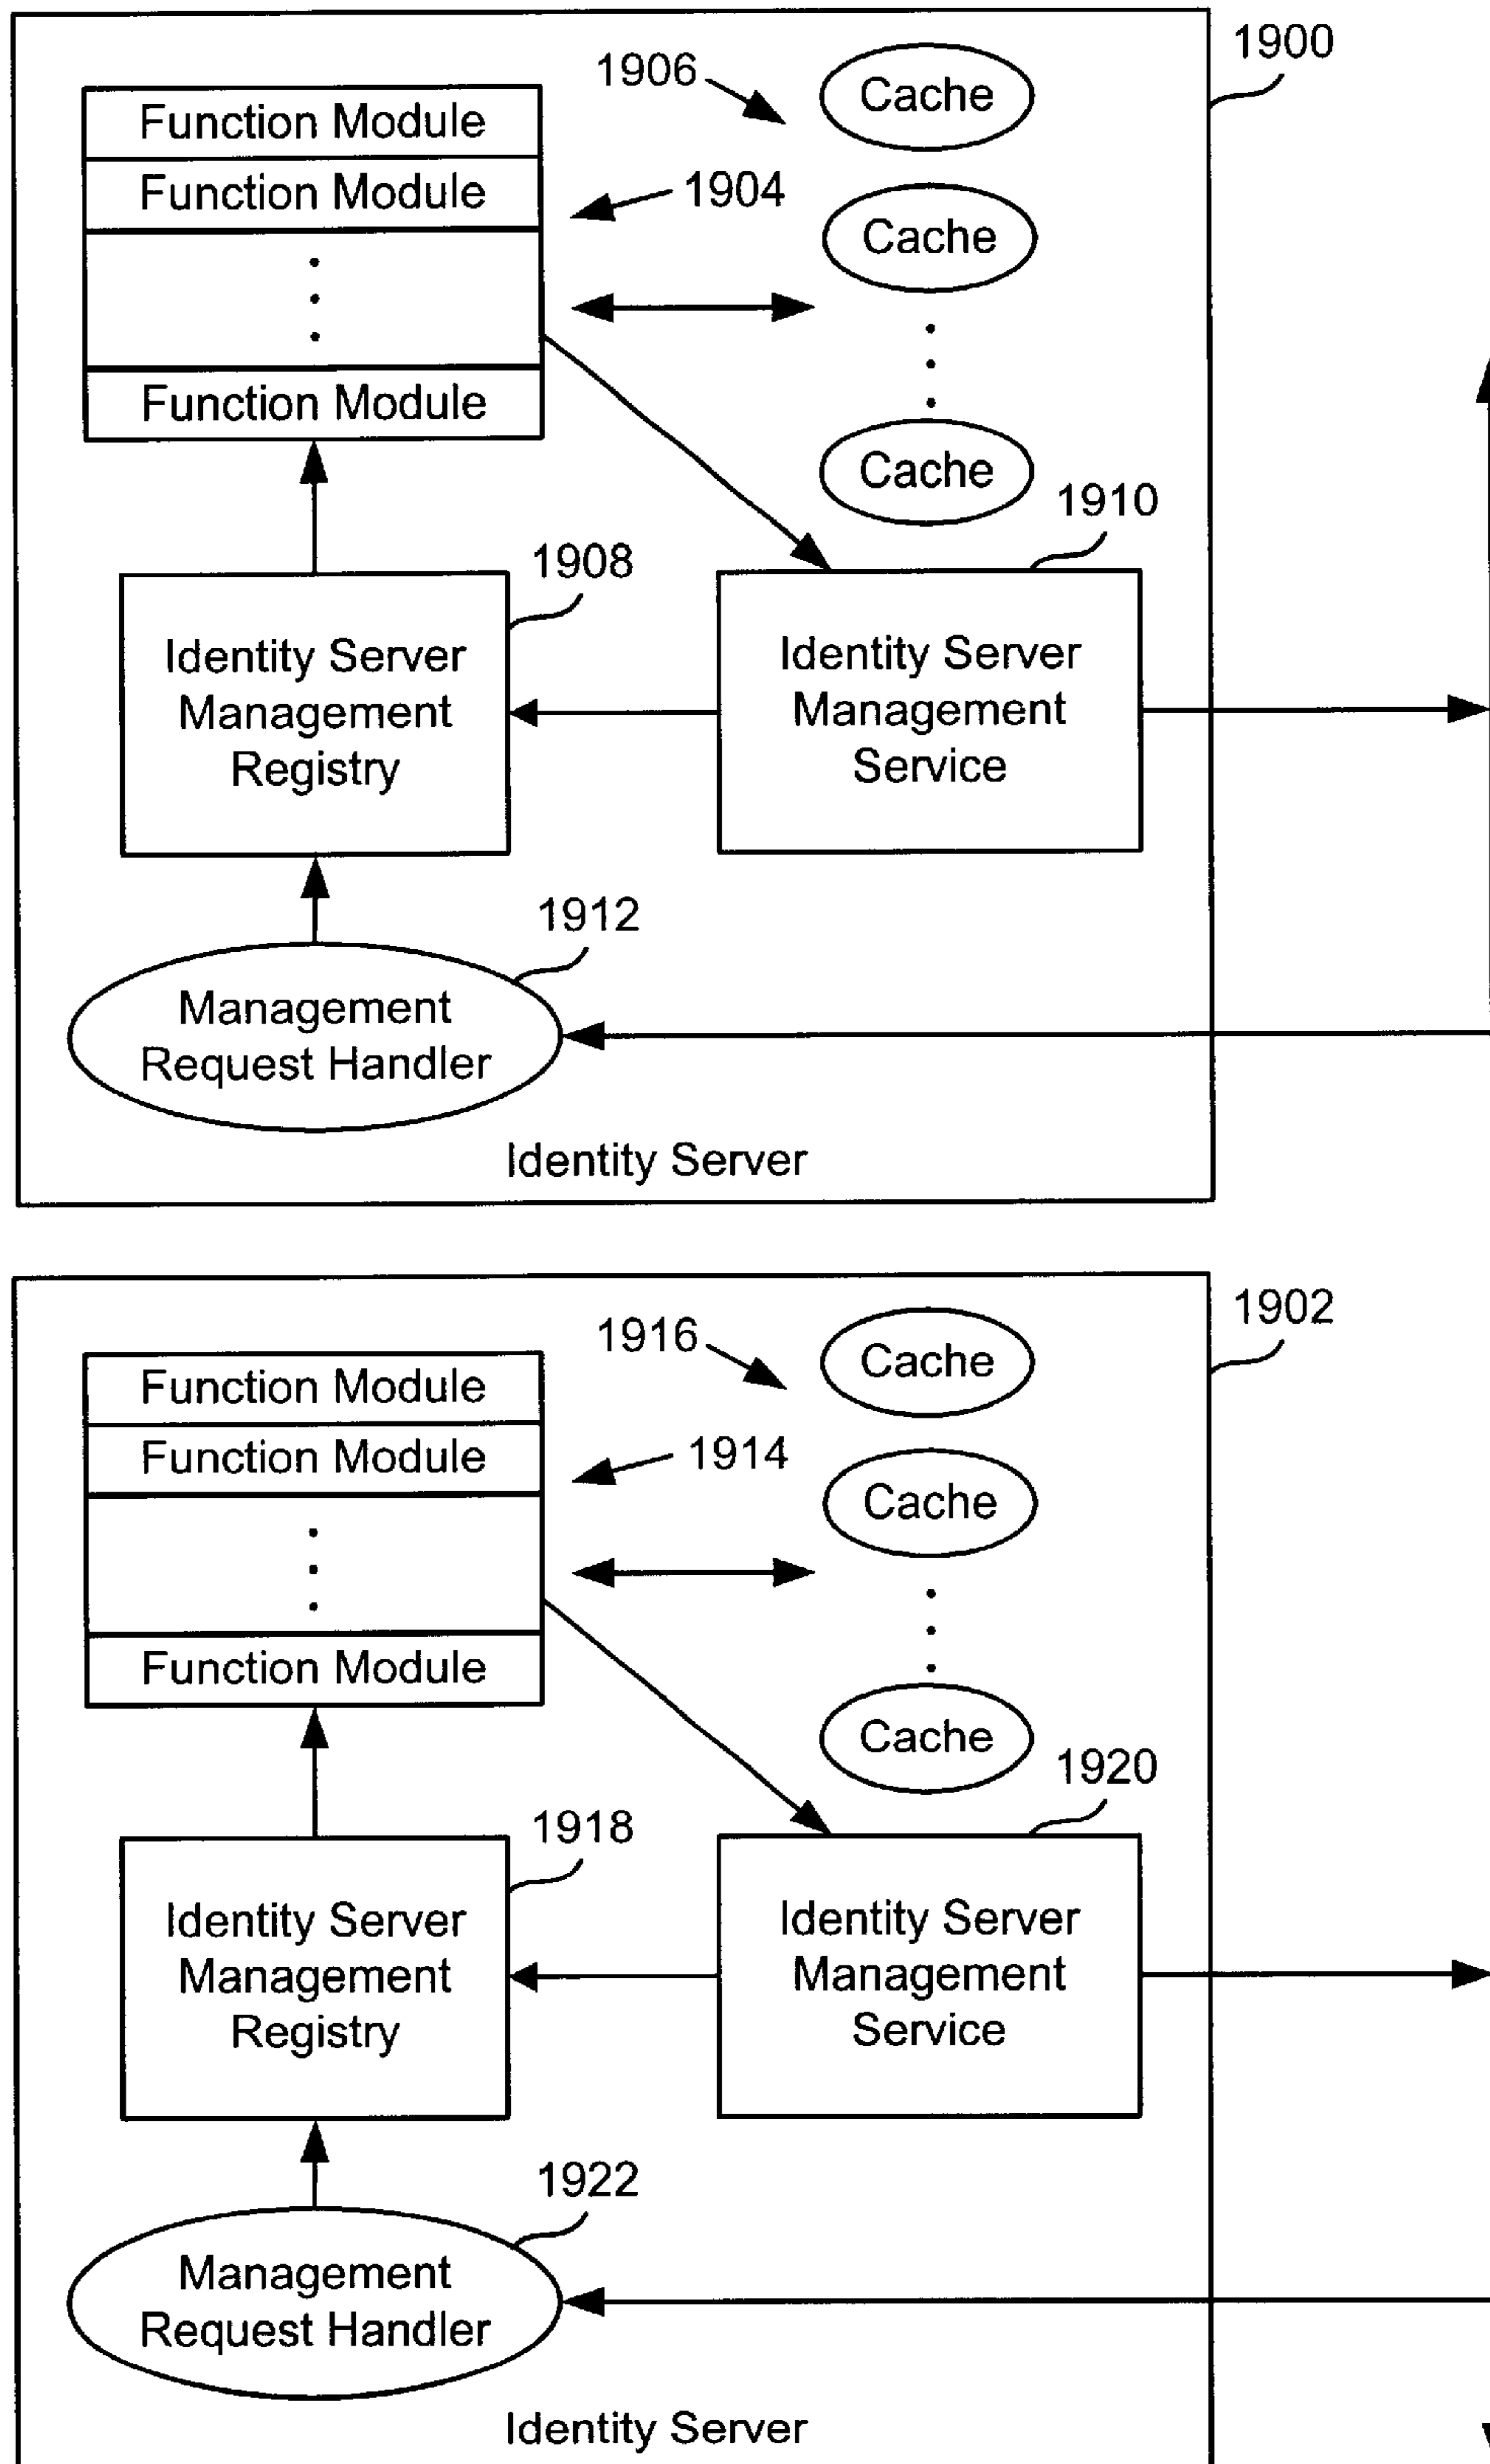 1900
1906
Cache
Function Module
Function Module
1904
Cache
Function Module
Cache
1910
1908
Identity Server
Management
Registry
Identity Server
Management
Service
1912
Management
Request Handler
Identity Server
1902
1916
Cache
Function Module
Function Module
1914
Cache
Function Module
Cache
1920
1918
Identity Server
Management
Registry
Identity Server
Management
Service
1922
Management
Request Handler
Identity Server